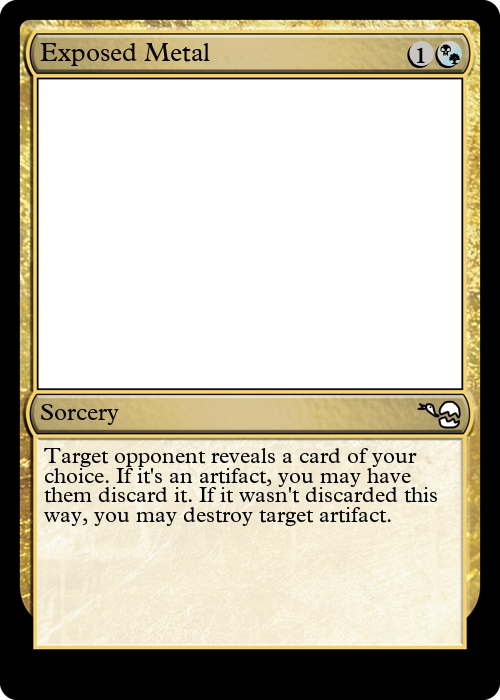 Exposed Metal
1
Sorcery
Target opponent reveals a card of your
choice. If it's an artifact, you may have
them discard it. If it wasn't discarded this
way, you may destroy target artifact.